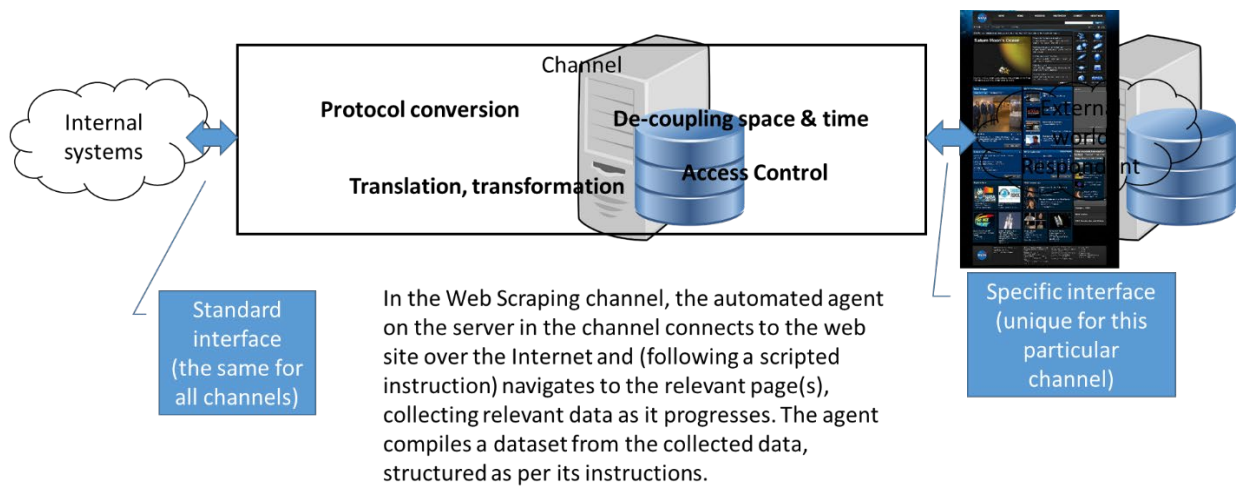 Channel
Internal
systems
Protocol conversion
De-coupling space & time
Translation, transformation
Access Control
External
world
Respondent
Standard
interface
(the same for
all channels)
In the Web Scraping channel, the automated agent
on the server in the channel connects to the web
site over the Internet and (following a scripted
instruction) navigates to the relevant page(s),
collecting relevant data as it progresses. The agent
compiles a dataset from the collected data,
structured as per its instructions.
Specific interface
(unique for this
particular
channel)